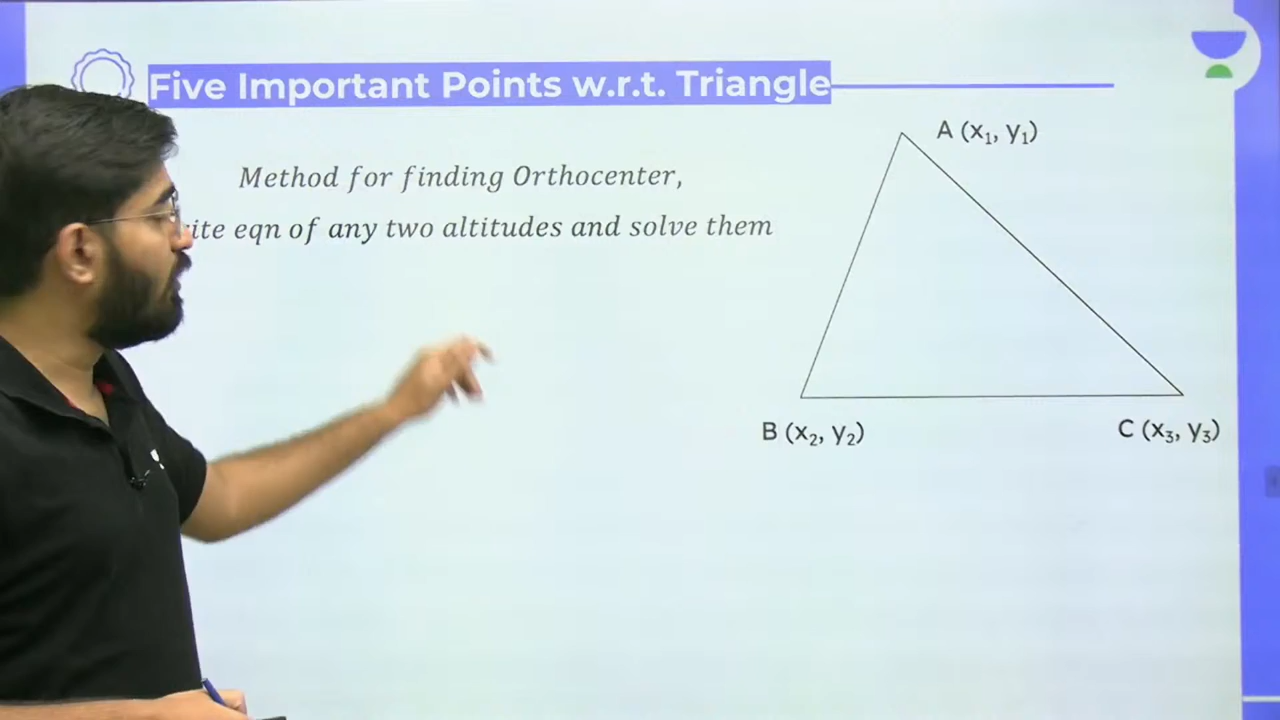 Five Important Points w.r.t. Triangle
A (x₁, y₁)
Method for finding Orthocenter,
eqn of any two altitudes and solve them
B (x₂, y₂)
C (x₃, y₃)